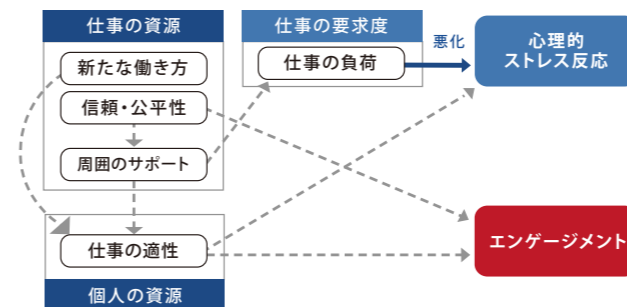 仕事の資源
新たな働き方
信頼・公平性
周囲のサポート
仕事の要求度
仕事の負荷
悪化
心理的
ストレス反応
エンゲージメント
仕事の適性
個人の資源